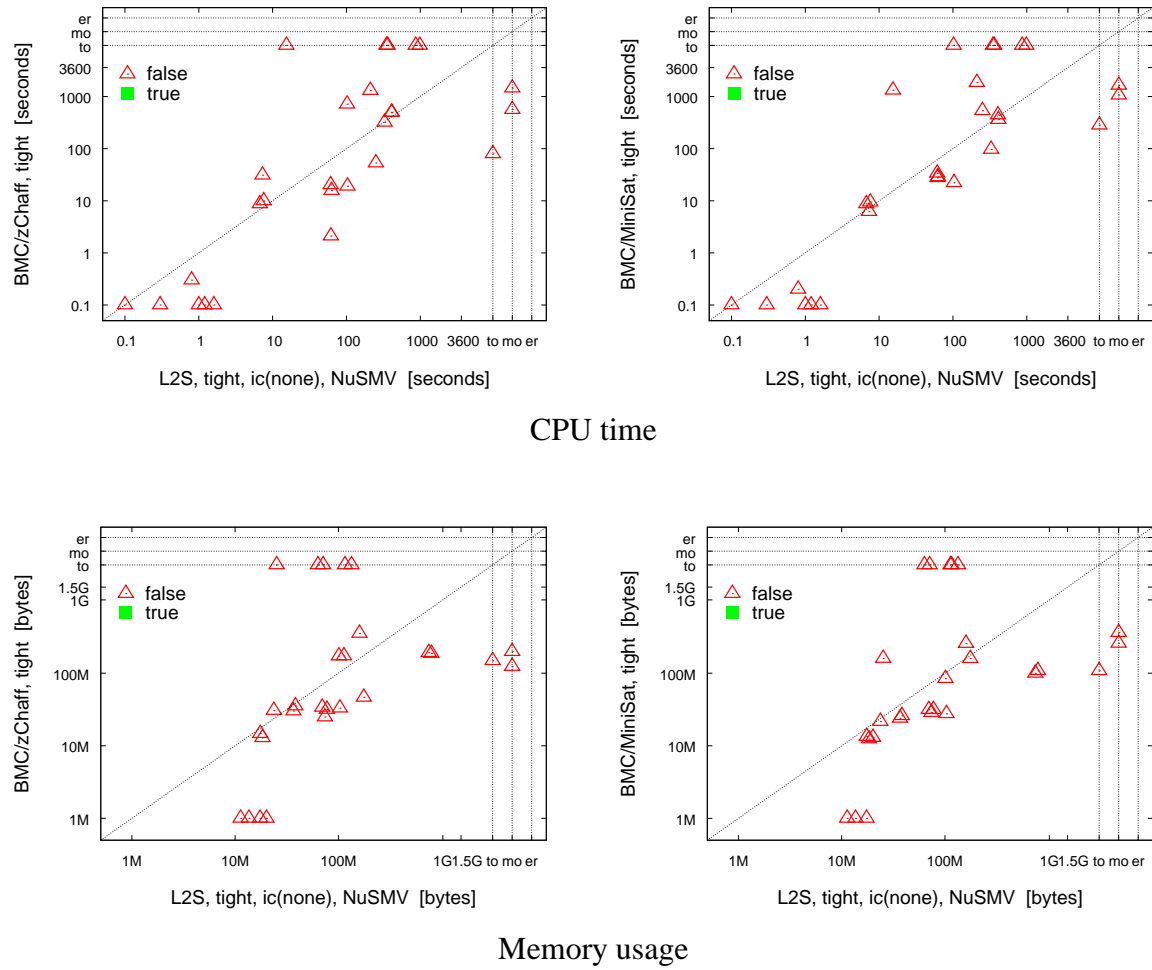 er
mo
to
3600
1000
100
10
1
0.1
BMC/zChaff, tight [seconds]
false
true
0.1 1 10 100 1000 3600 to mo er
L2S, tight, ic(none), NuSMV [seconds]
er
mo
to
3600
1000
100
10
1
0.1
BMC/MiniSat, tight [seconds]
false
true
0.1 1 10 100 1000 3600 to mo er
L2S, tight, ic(none), NuSMV [seconds]
CPU time
er
mo
to
1.5G
1G
100M
10M
1M
BMC/zChaff, tight [bytes]
false
true
1M 10M 100M 1G1.5G to mo er
L2S, tight, ic(none), NuSMV [bytes]
er
mo
to
1.5G
1G
100M
10M
1M
BMC/MiniSat, tight [bytes]
false
true
1M 10M 100M 1G1.5G to mo er
L2S, tight, ic(none), NuSMV [bytes]
Memory usage